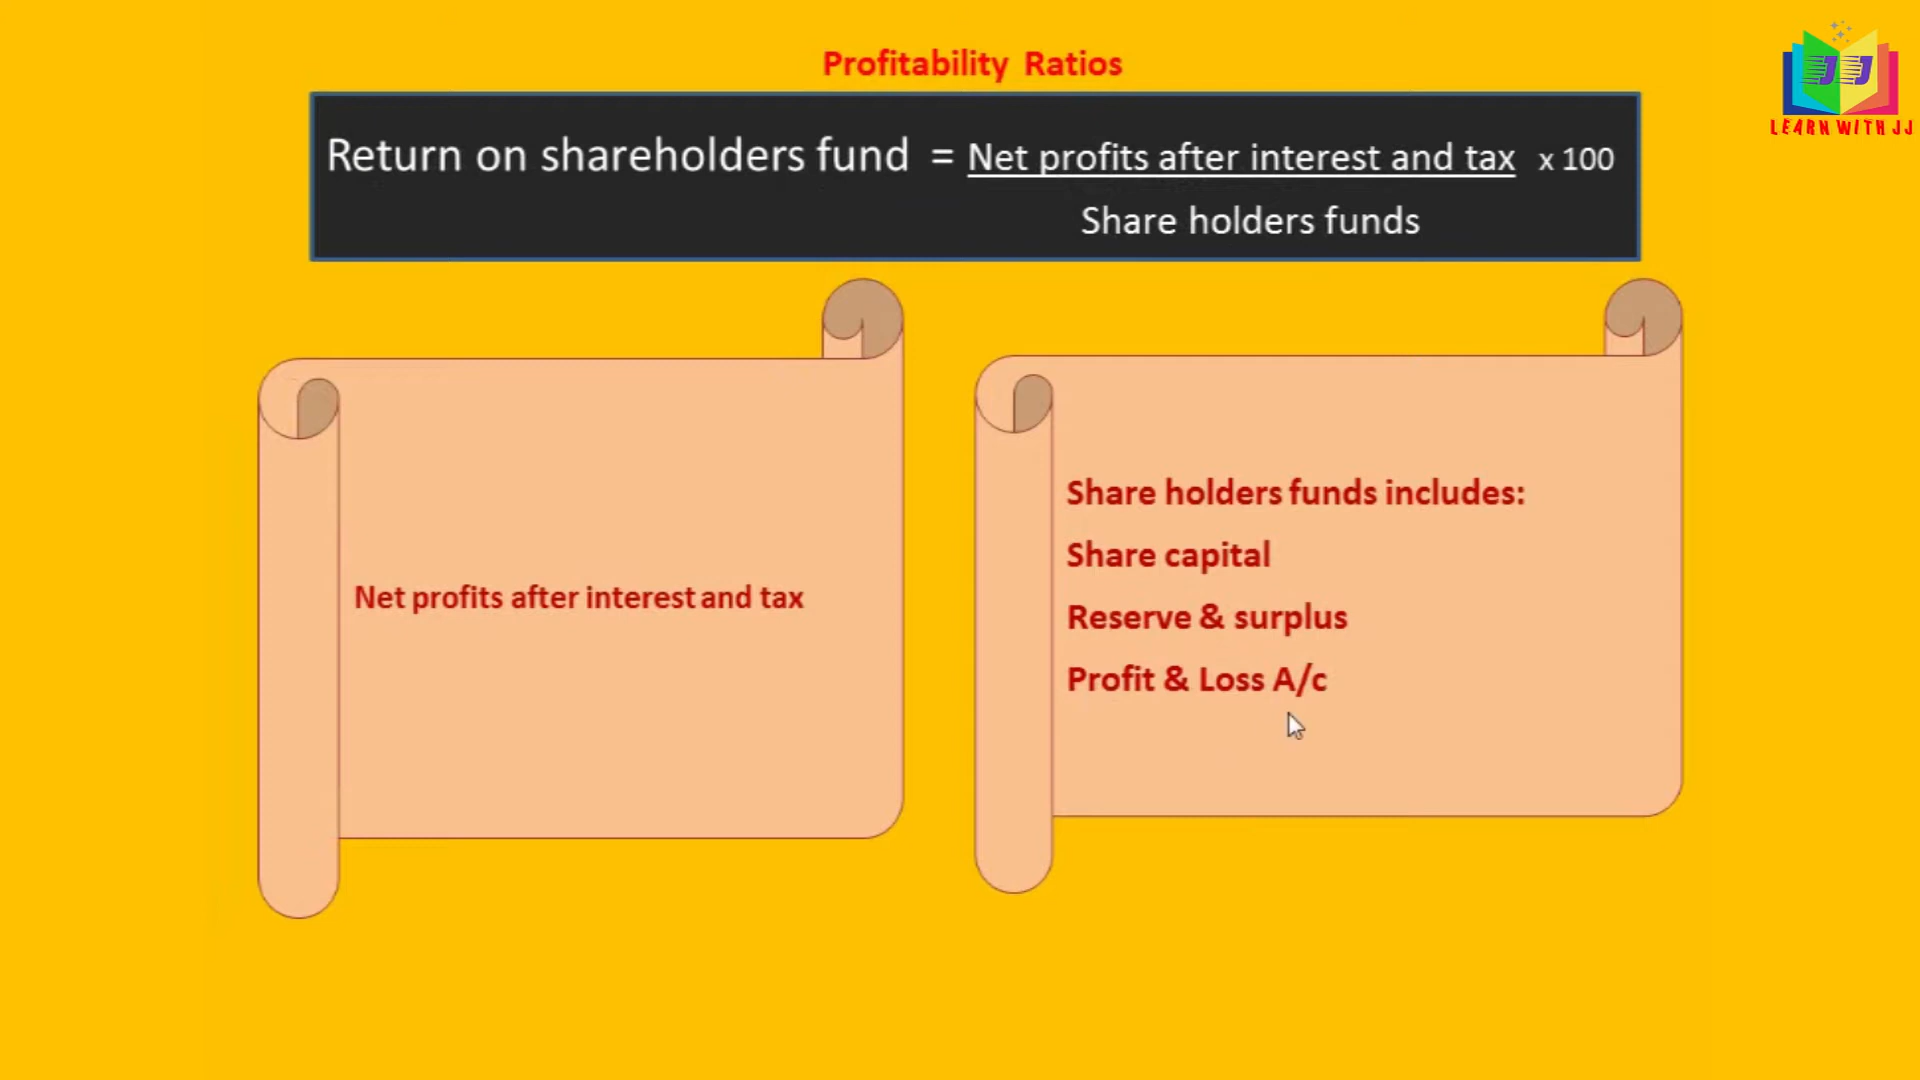 Profitability Ratios
Return on shareholders fund = Net profits after interest and tax x 100
Share holders funds
Net profits after interest and tax
Share holders funds includes:
Share capital
Reserve & surplus
Profit & Loss A/c
JJ
LEARN WITH JJ